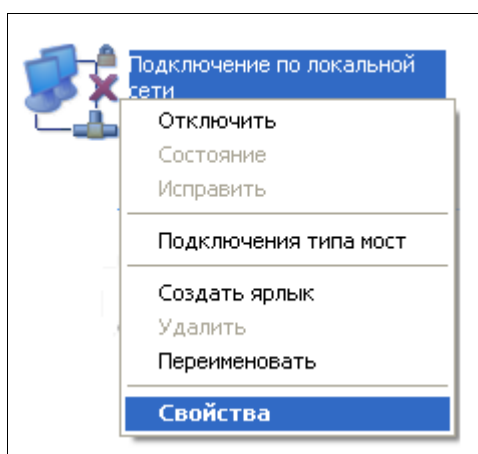 Подключение по локальной
сети
Отключить
Состояние
Исправить
Подключения типа мост
Создать ярлык
Удалить
Переименовать
Свойства